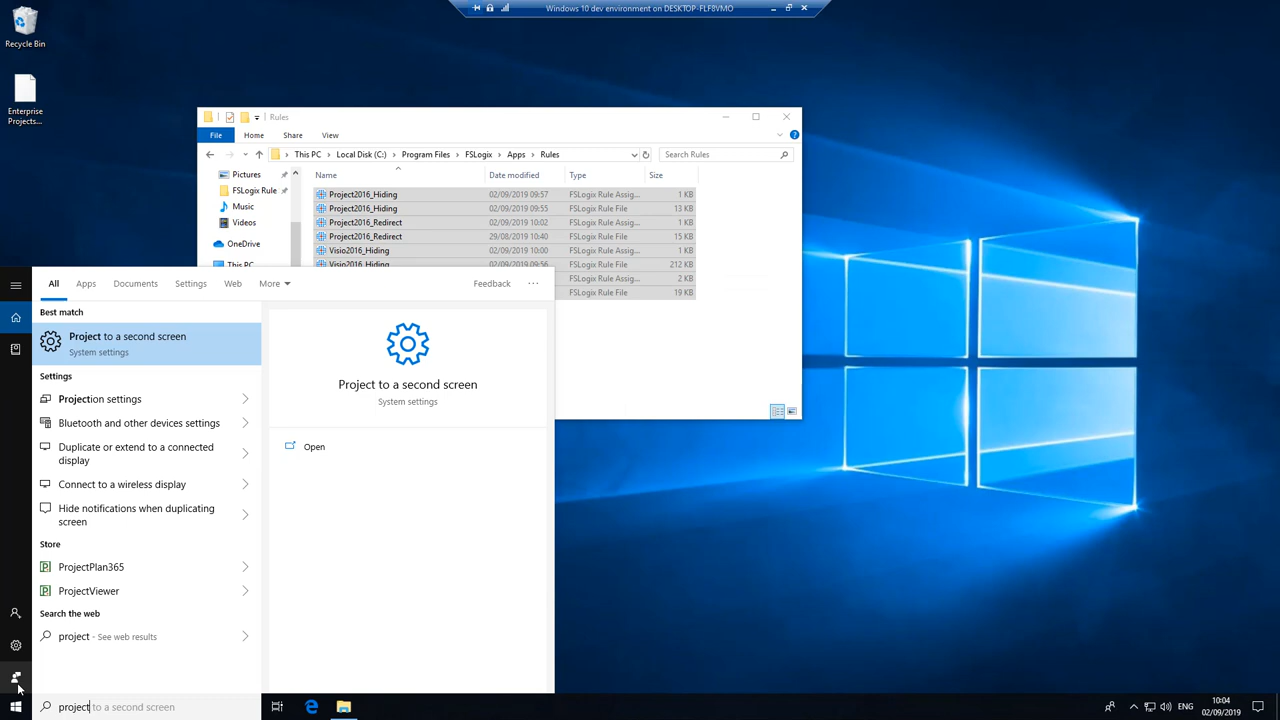 Windows 10 dev environment on DESKTOP-FLF8VMO
Recycle Bin
Enterprise
Projects...
Rules
File Home Share View
This PC Local Disk (C:) Program Files FSLogix Apps Rules
Search Rules
Name Date modified Type Size
Pictures
FSLogix Rule
Music
Videos
OneDrive
This PC
Project2016_Hiding 02/09/2019 09:57 FSLogix Rule Assig... 1 KB
Project2016_Hiding 02/09/2019 09:55 FSLogix Rule File 13 KB
Project2016_Redirect 02/09/2019 10:02 FSLogix Rule Assig... 1 KB
Project2016_Redirect 29/08/2019 10:40 FSLogix Rule File 15 KB
Visio2016_Hiding 02/09/2019 10:00 FSLogix Rule Assig... 1 KB
Visio2016_Hiding 02/09/2019 09:56 FSLogix Rule File 212 KB
FSLogix Rule Assig... 2 KB
FSLogix Rule File 19 KB
All Apps Documents Settings Web More Feedback ...
Best match
Project to a second screen
System settings
Settings
Projection settings
Bluetooth and other devices settings
Duplicate or extend to a connected
display
Connect to a wireless display
Hide notifications when duplicating
screen
Store
ProjectPlan365
ProjectViewer
Search the web
project - See web results
Project to a second screen
System settings
Open
project to a second screen
ENG
10:04
02/09/2019